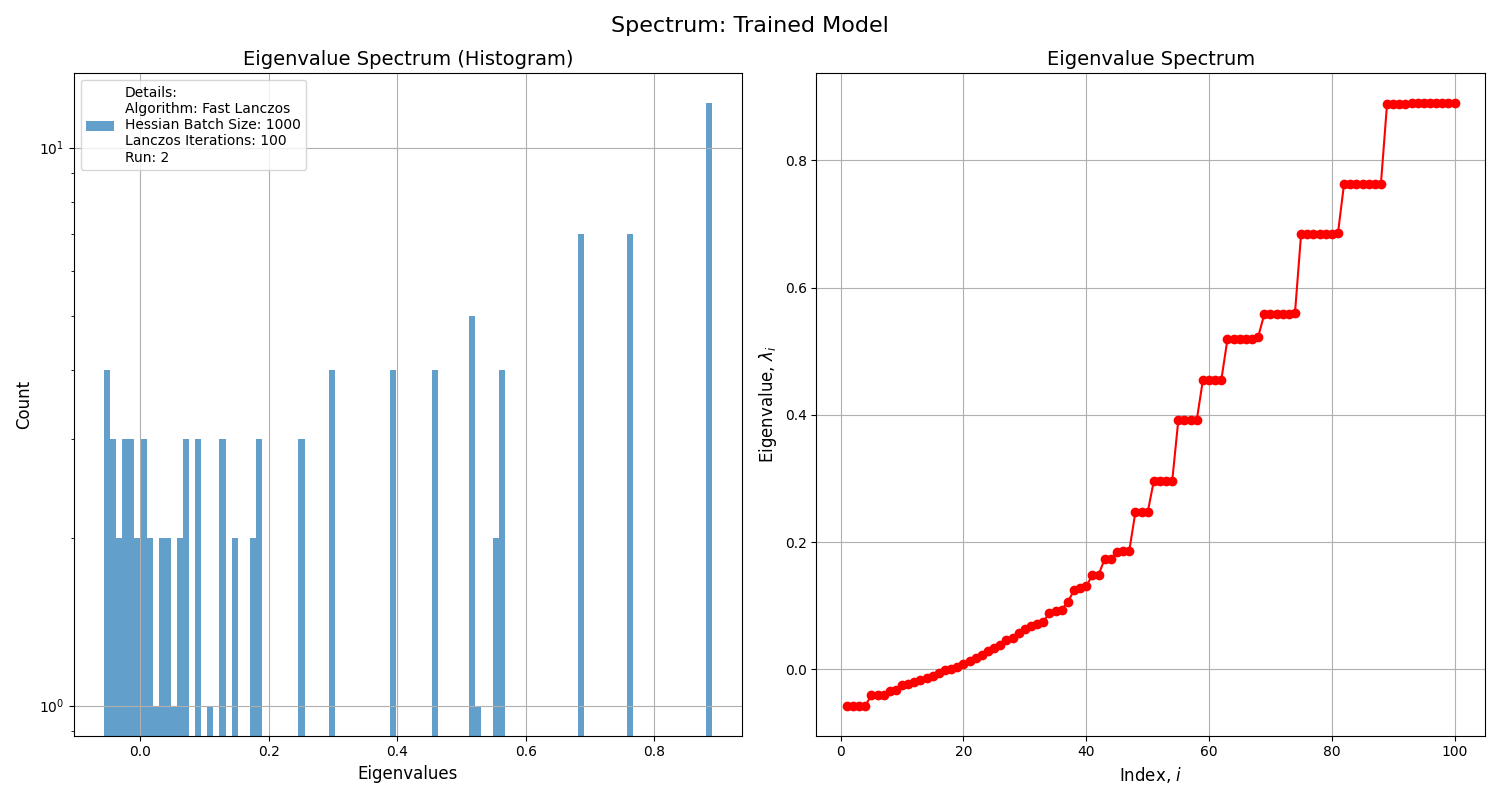 Spectrum: Trained Model
Eigenvalue Spectrum (Histogram)
Details:
Algorithm: Fast Lanczos
Hessian Batch Size: 1000
Lanczos Iterations: 100
Run: 2
10¹
10⁰
Count
0.0 0.2 0.4 0.6 0.8
Eigenvalues
Eigenvalue Spectrum
0.8
0.6
0.4
0.2
0.0
Eigenvalue, λᵢ
0 20 40 60 80 100
Index, i